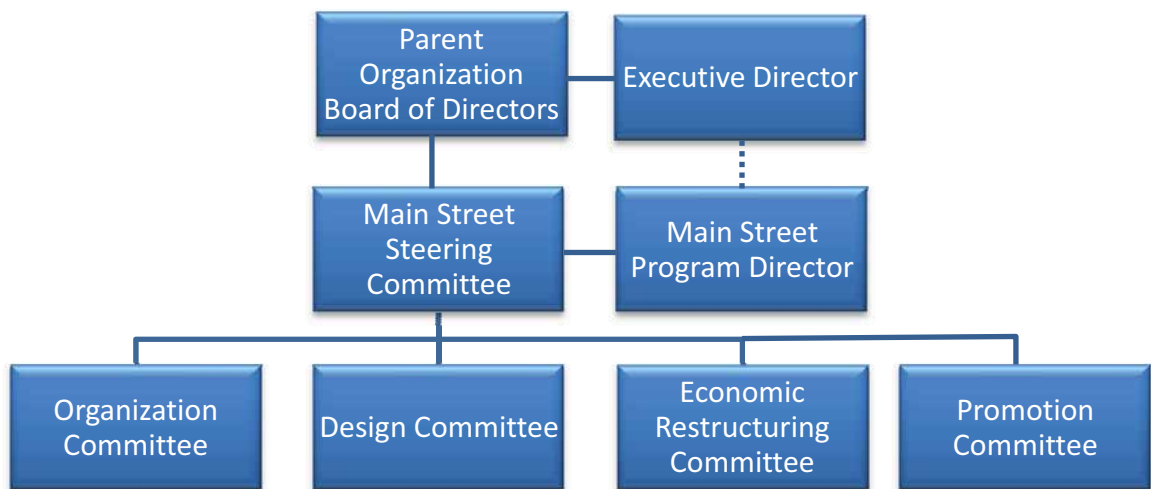 Parent
Organization
Board of Directors
Executive Director
Main Street
Steering
Committee
Main Street
Program Director
Organization
Committee
Design Committee
Economic
Restructuring
Committee
Promotion
Committee